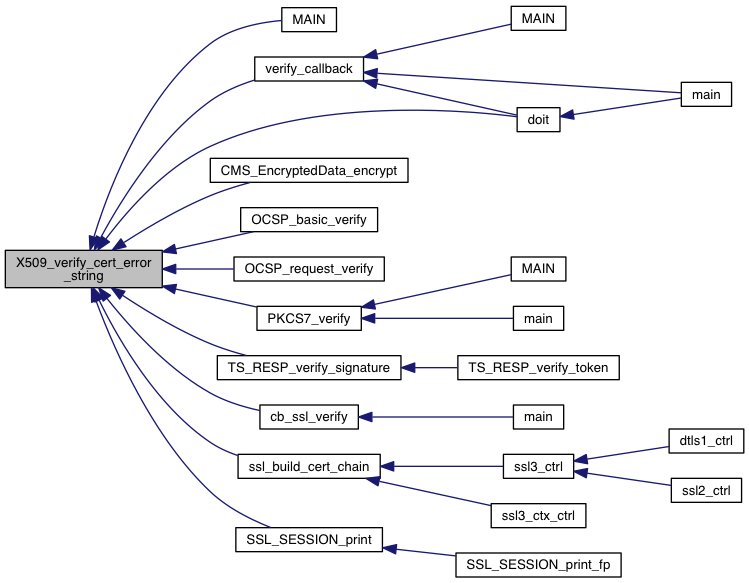 MAIN
MAIN
verify_callback
main
doit
CMS_EncryptedData_encrypt
OCSP_basic_verify
X509_verify_cert_error
_string
OCSP_request_verify
MAIN
PKCS7_verify
main
TS_RESP_verify_signature
TS_RESP_verify_token
cb_ssl_verify
main
dtls1_ctrl
ssl_build_cert_chain
ssl3_ctrl
ssl2_ctrl
ssl3_ctx_ctrl
SSL_SESSION_print
SSL_SESSION_print_fp